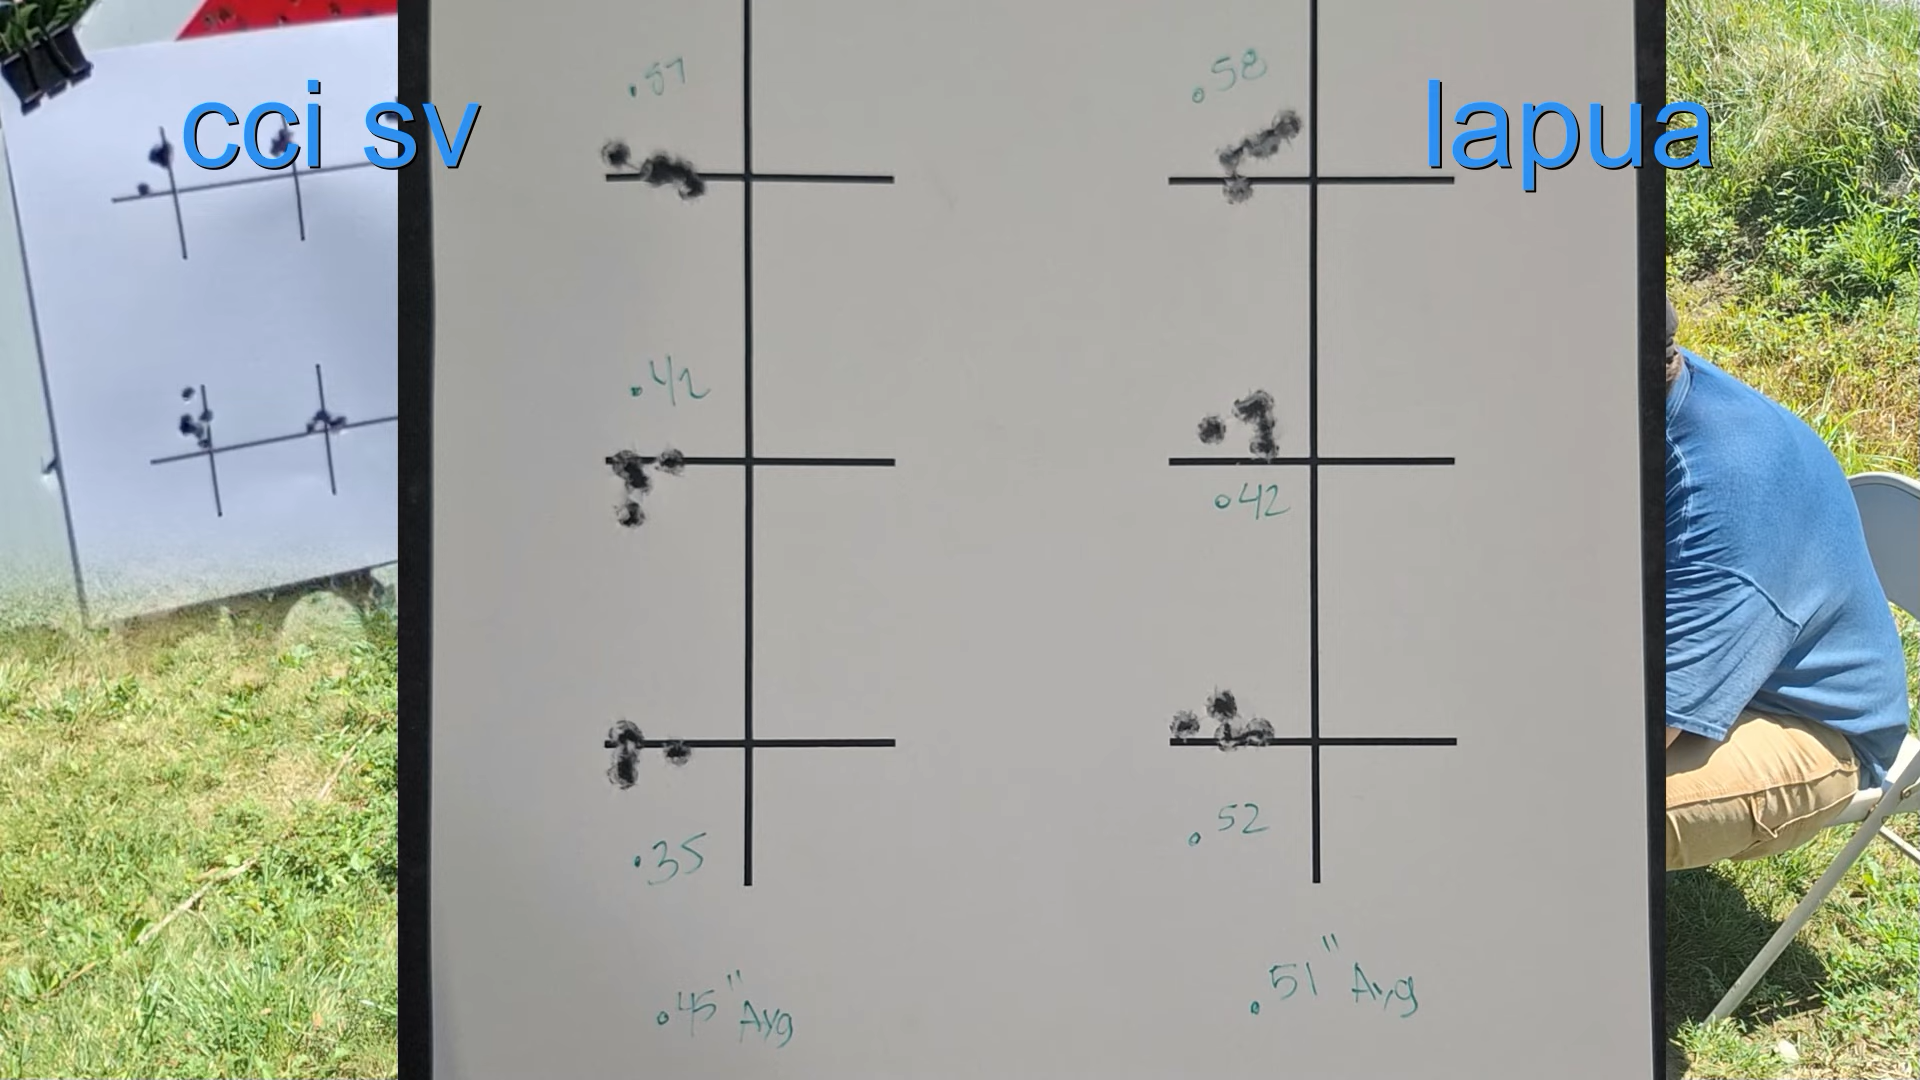 cci sv
lapua
.57
.58
.42
.42
.35
.52
.45" Avg
.51" Avg